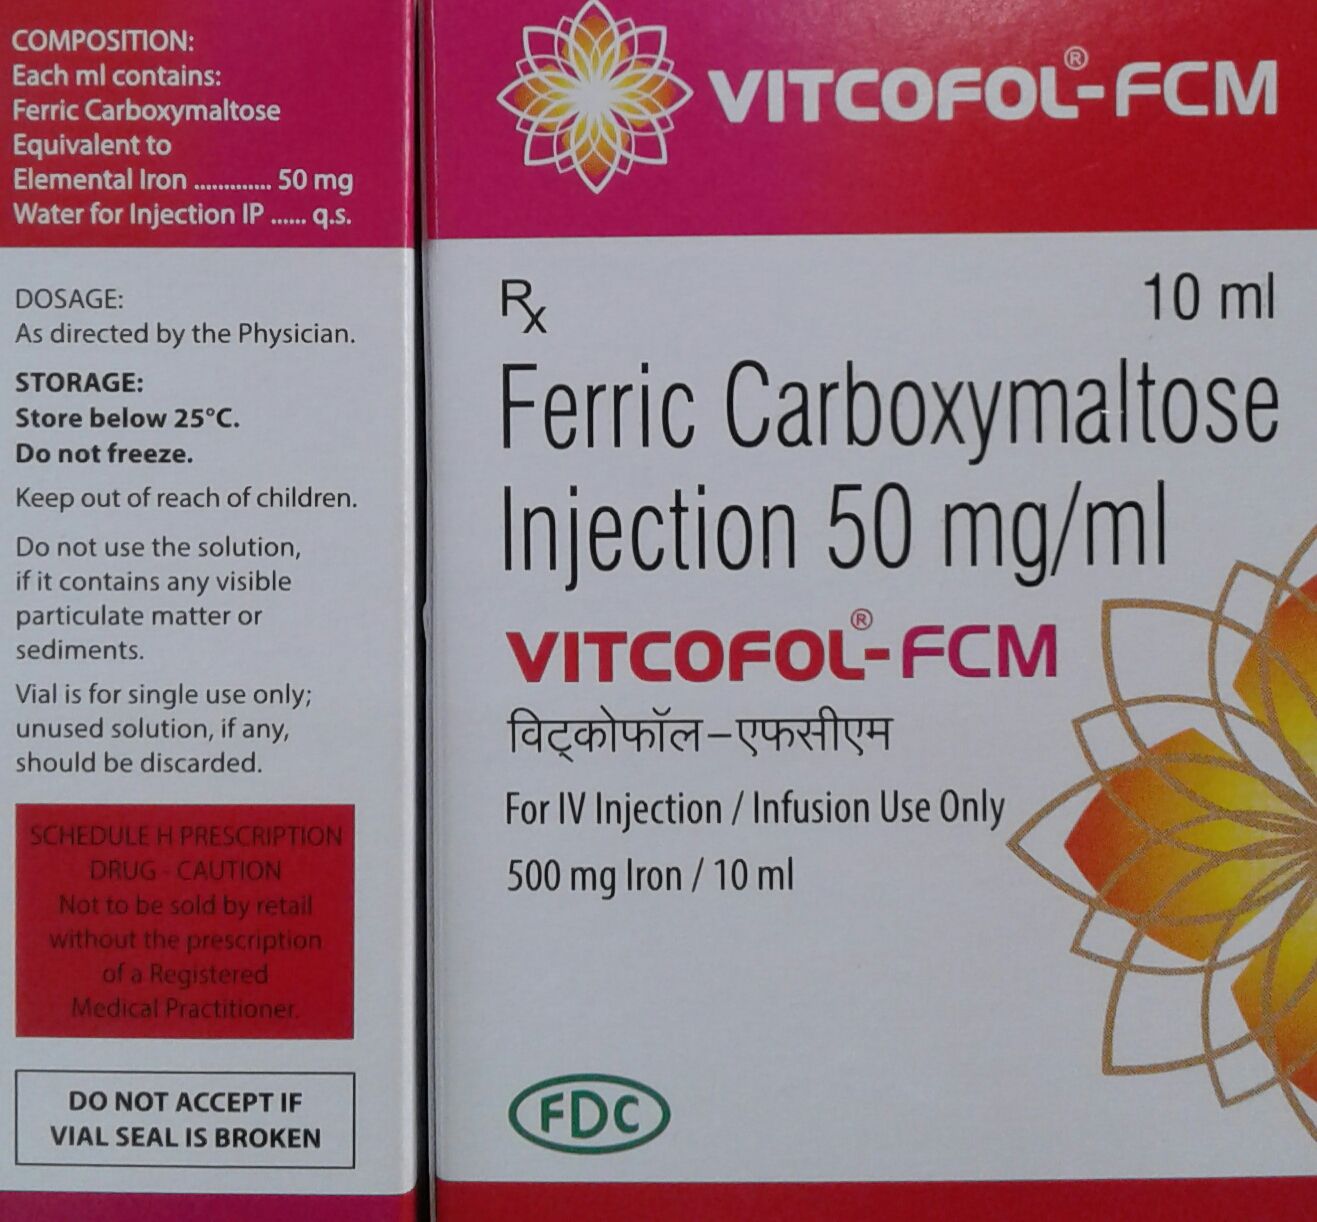 COMPOSITION:
Each ml contains:
Ferric Carboxymaltose
Equivalent to
Elemental Iron ............. 50 mg
Water for Injection IP ...... q.s.
DOSAGE:
As directed by the Physician.
STORAGE:
Store below 25°C.
Do not freeze.
Keep out of reach of children.
Do not use the solution,
if it contains any visible
particulate matter or
sediments.
Vial is for single use only;
unused solution, if any,
should be discarded.
SCHEDULE H PRESCRIPTION
DRUG - CAUTION
Not to be sold by retail
without the prescription
of a Registered
Medical Practitioner.
DO NOT ACCEPT IF
VIAL SEAL IS BROKEN
VITCOFOL®-FCM
Rx 10 ml
Ferric Carboxymaltose
Injection 50 mg/ml
VITCOFOL®-FCM
विट्कोफॉल-एफसीएम
For IV Injection / Infusion Use Only
500 mg Iron / 10 ml
FDC